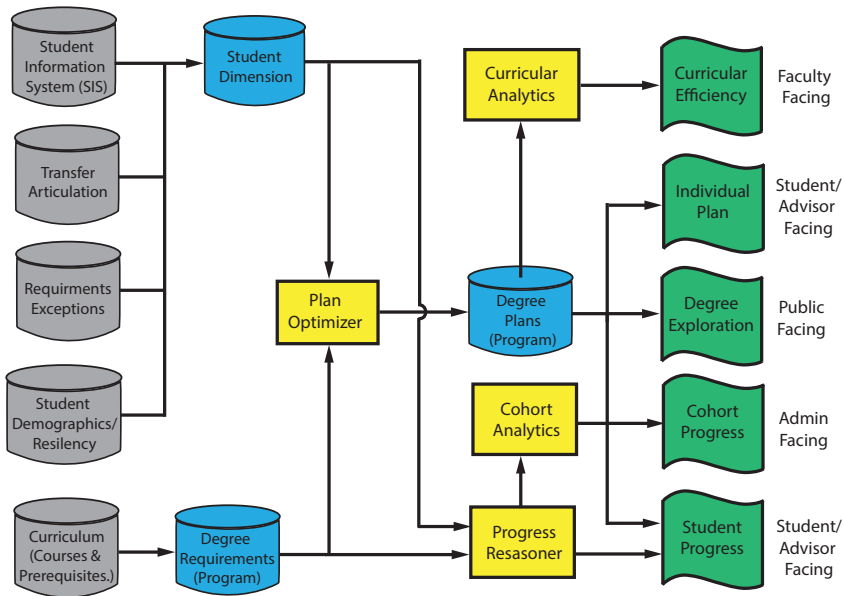 Student
Information
System (SIS)
Student
Dimension
Curricular
Analytics
Curricular
Efficiency
Faculty
Facing
Transfer
Articulation
Individual
Plan
Student/
Advisor
Facing
Requirments
Exceptions
Plan
Optimizer
Degree
Plans
(Program)
Degree
Exploration
Public
Facing
Student
Demographics/
Resilency
Cohort
Analytics
Cohort
Progress
Admin
Facing
Curriculum
(Courses &
Prerequisites.)
Degree
Requirements
(Program)
Progress
Resasoner
Student
Progress
Student/
Advisor
Facing